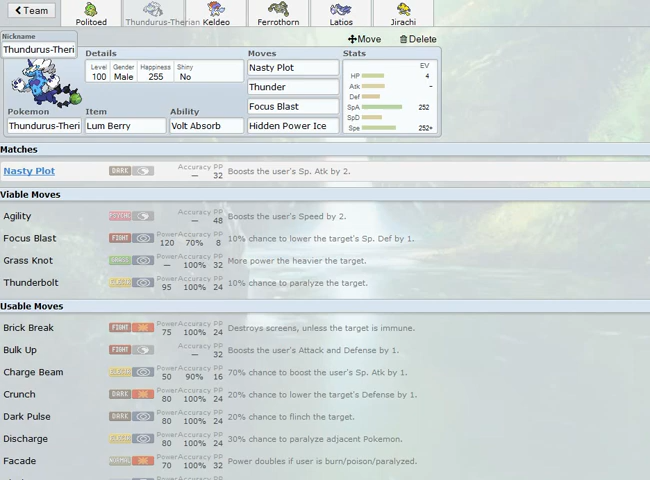 Team
Politoed
Thundurus-Therian
Keldeo
Ferrothorn
Latios
Jirachi
Move
Delete
Nickname
Thundurus-Theri
Details
Level Gender Happiness Shiny
100 Male 255 No
Moves
Nasty Plot
Thunder
Focus Blast
Hidden Power Ice
Stats
EV
HP 4
Atk -
Def
SpA 252
SpD
Spe 252+
Pokemon
Thundurus-Theri
Item
Lum Berry
Ability
Volt Absorb
Matches
Nasty Plot DARK Accuracy — PP 32 Boosts the user's Sp. Atk by 2.
Viable Moves
Agility PSYCHC Accuracy — PP 48 Boosts the user's Speed by 2.
Focus Blast FIGHT Power 120 Accuracy 70% PP 8 10% chance to lower the target's Sp. Def by 1.
Grass Knot GRASS Power — Accuracy 100% PP 32 More power the heavier the target.
Thunderbolt ELECTR Power 95 Accuracy 100% PP 24 10% chance to paralyze the target.
Usable Moves
Brick Break FIGHT Power 75 Accuracy 100% PP 24 Destroys screens, unless the target is immune.
Bulk Up FIGHT Accuracy — PP 32 Boosts the user's Attack and Defense by 1.
Charge Beam ELECTR Power 50 Accuracy 90% PP 16 70% chance to boost the user's Sp. Atk by 1.
Crunch DARK Power 80 Accuracy 100% PP 24 20% chance to lower the target's Defense by 1.
Dark Pulse DARK Power 80 Accuracy 100% PP 24 20% chance to flinch the target.
Discharge ELECTR Power 80 Accuracy 100% PP 24 30% chance to paralyze adjacent Pokemon.
Facade NORMAL Power 70 Accuracy 100% PP 32 Power doubles if user is burn/poison/paralyzed.